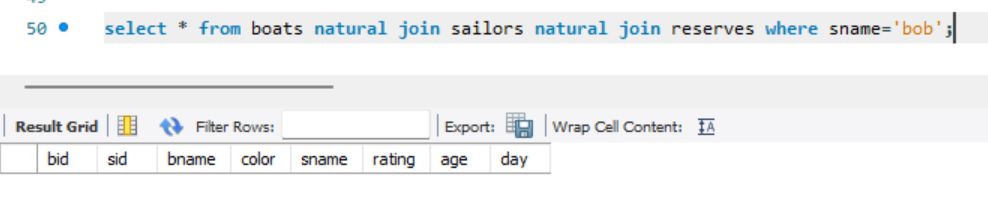 50 select * from boats natural join sailors natural join reserves where sname='bob';
Result Grid Filter Rows: Export: Wrap Cell Content:
bid sid bname color sname rating age day